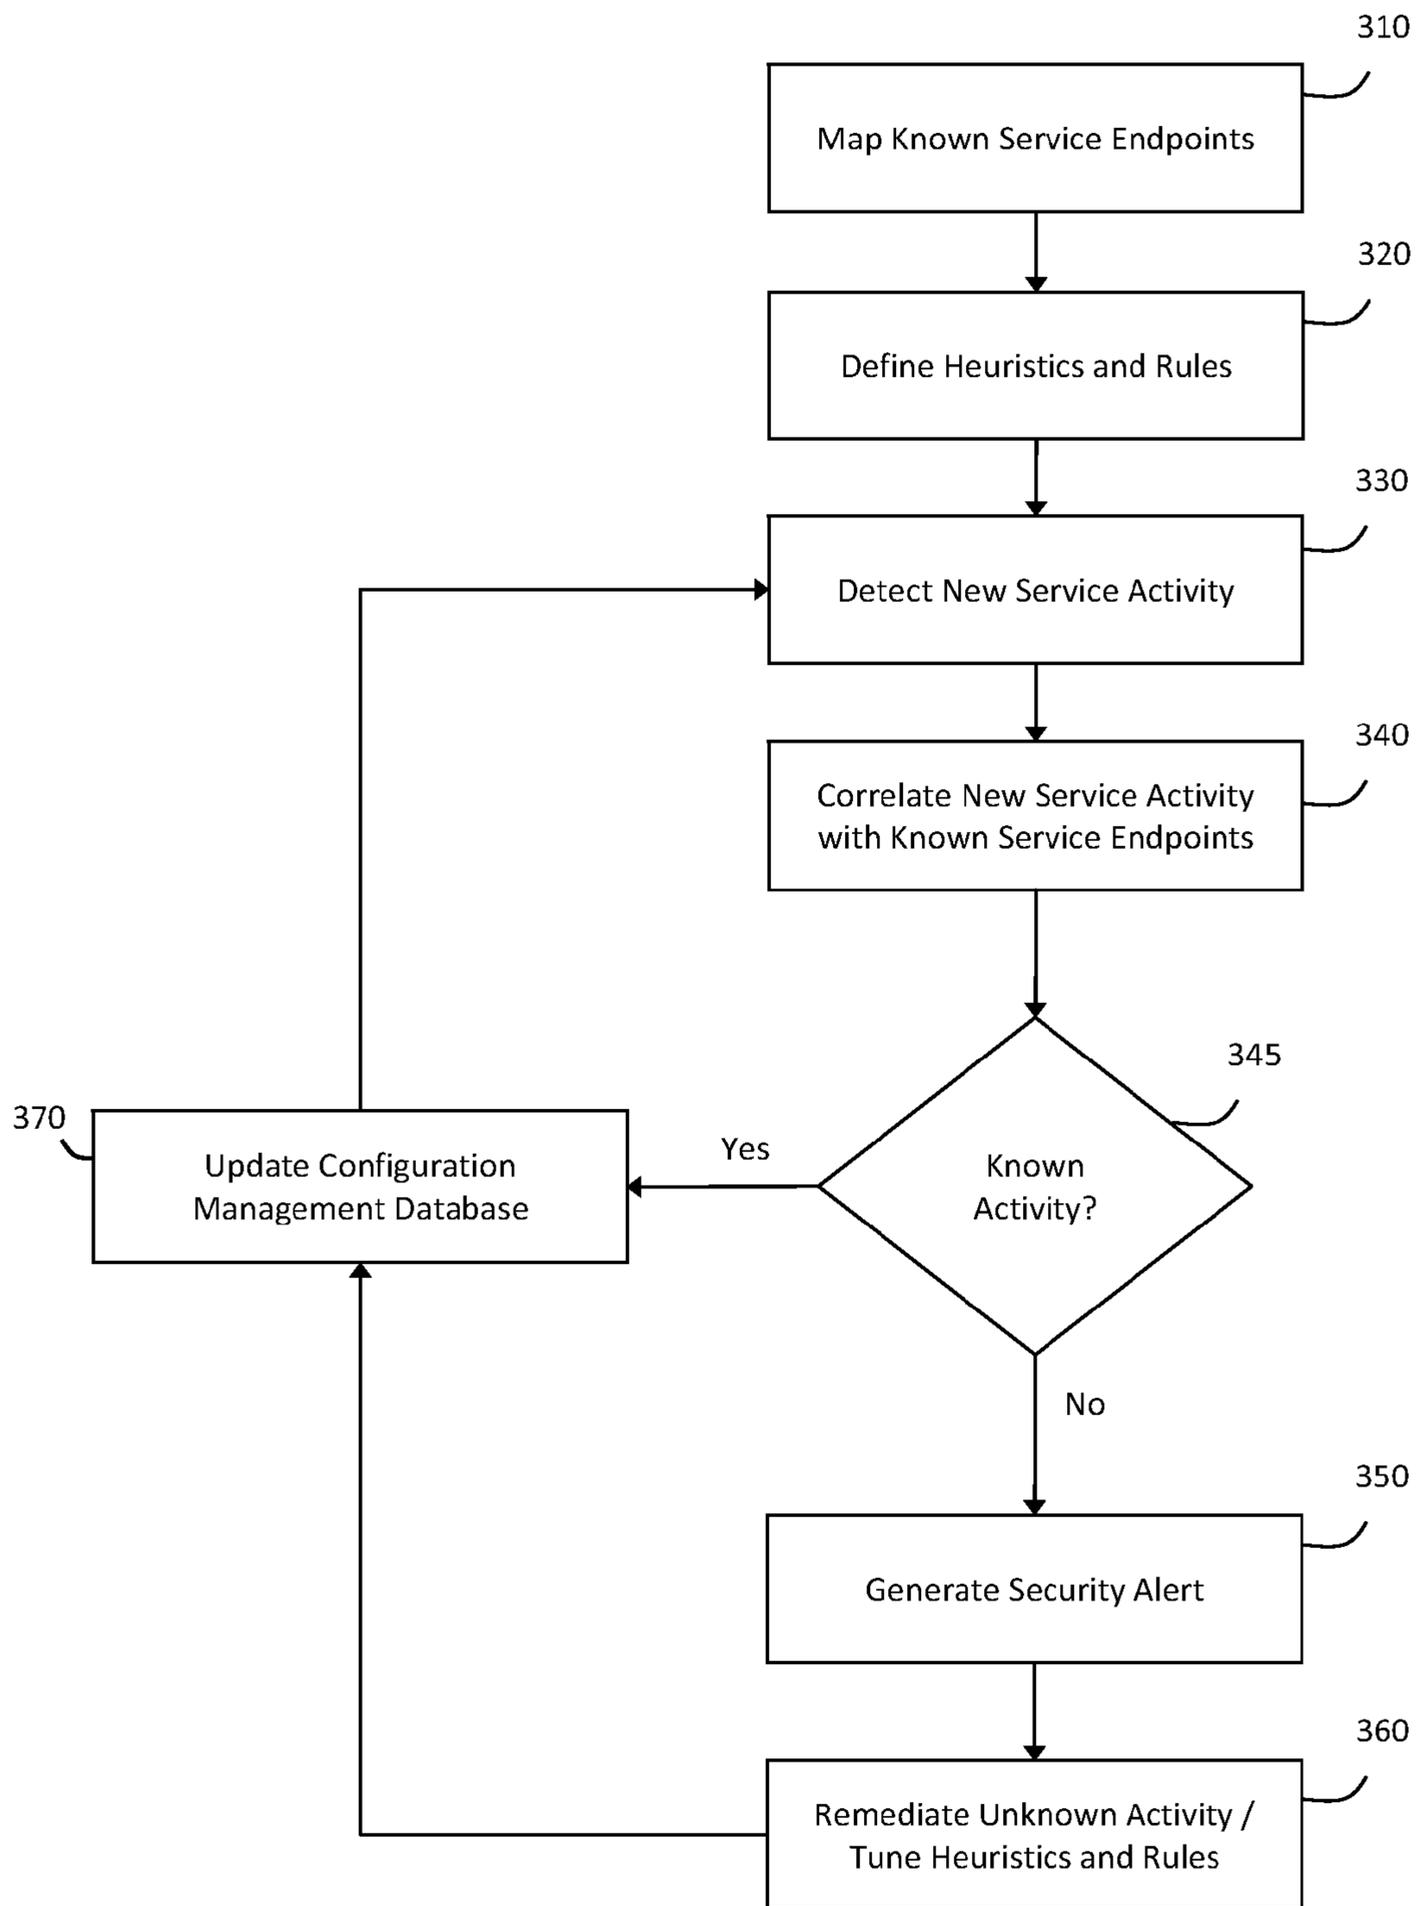 310
Map Known Service Endpoints
320
Define Heuristics and Rules
330
Detect New Service Activity
340
Correlate New Service Activity
with Known Service Endpoints
345
Known
Activity?
370
Update Configuration
Management Database
Yes
No
350
Generate Security Alert
360
Remediate Unknown Activity /
Tune Heuristics and Rules